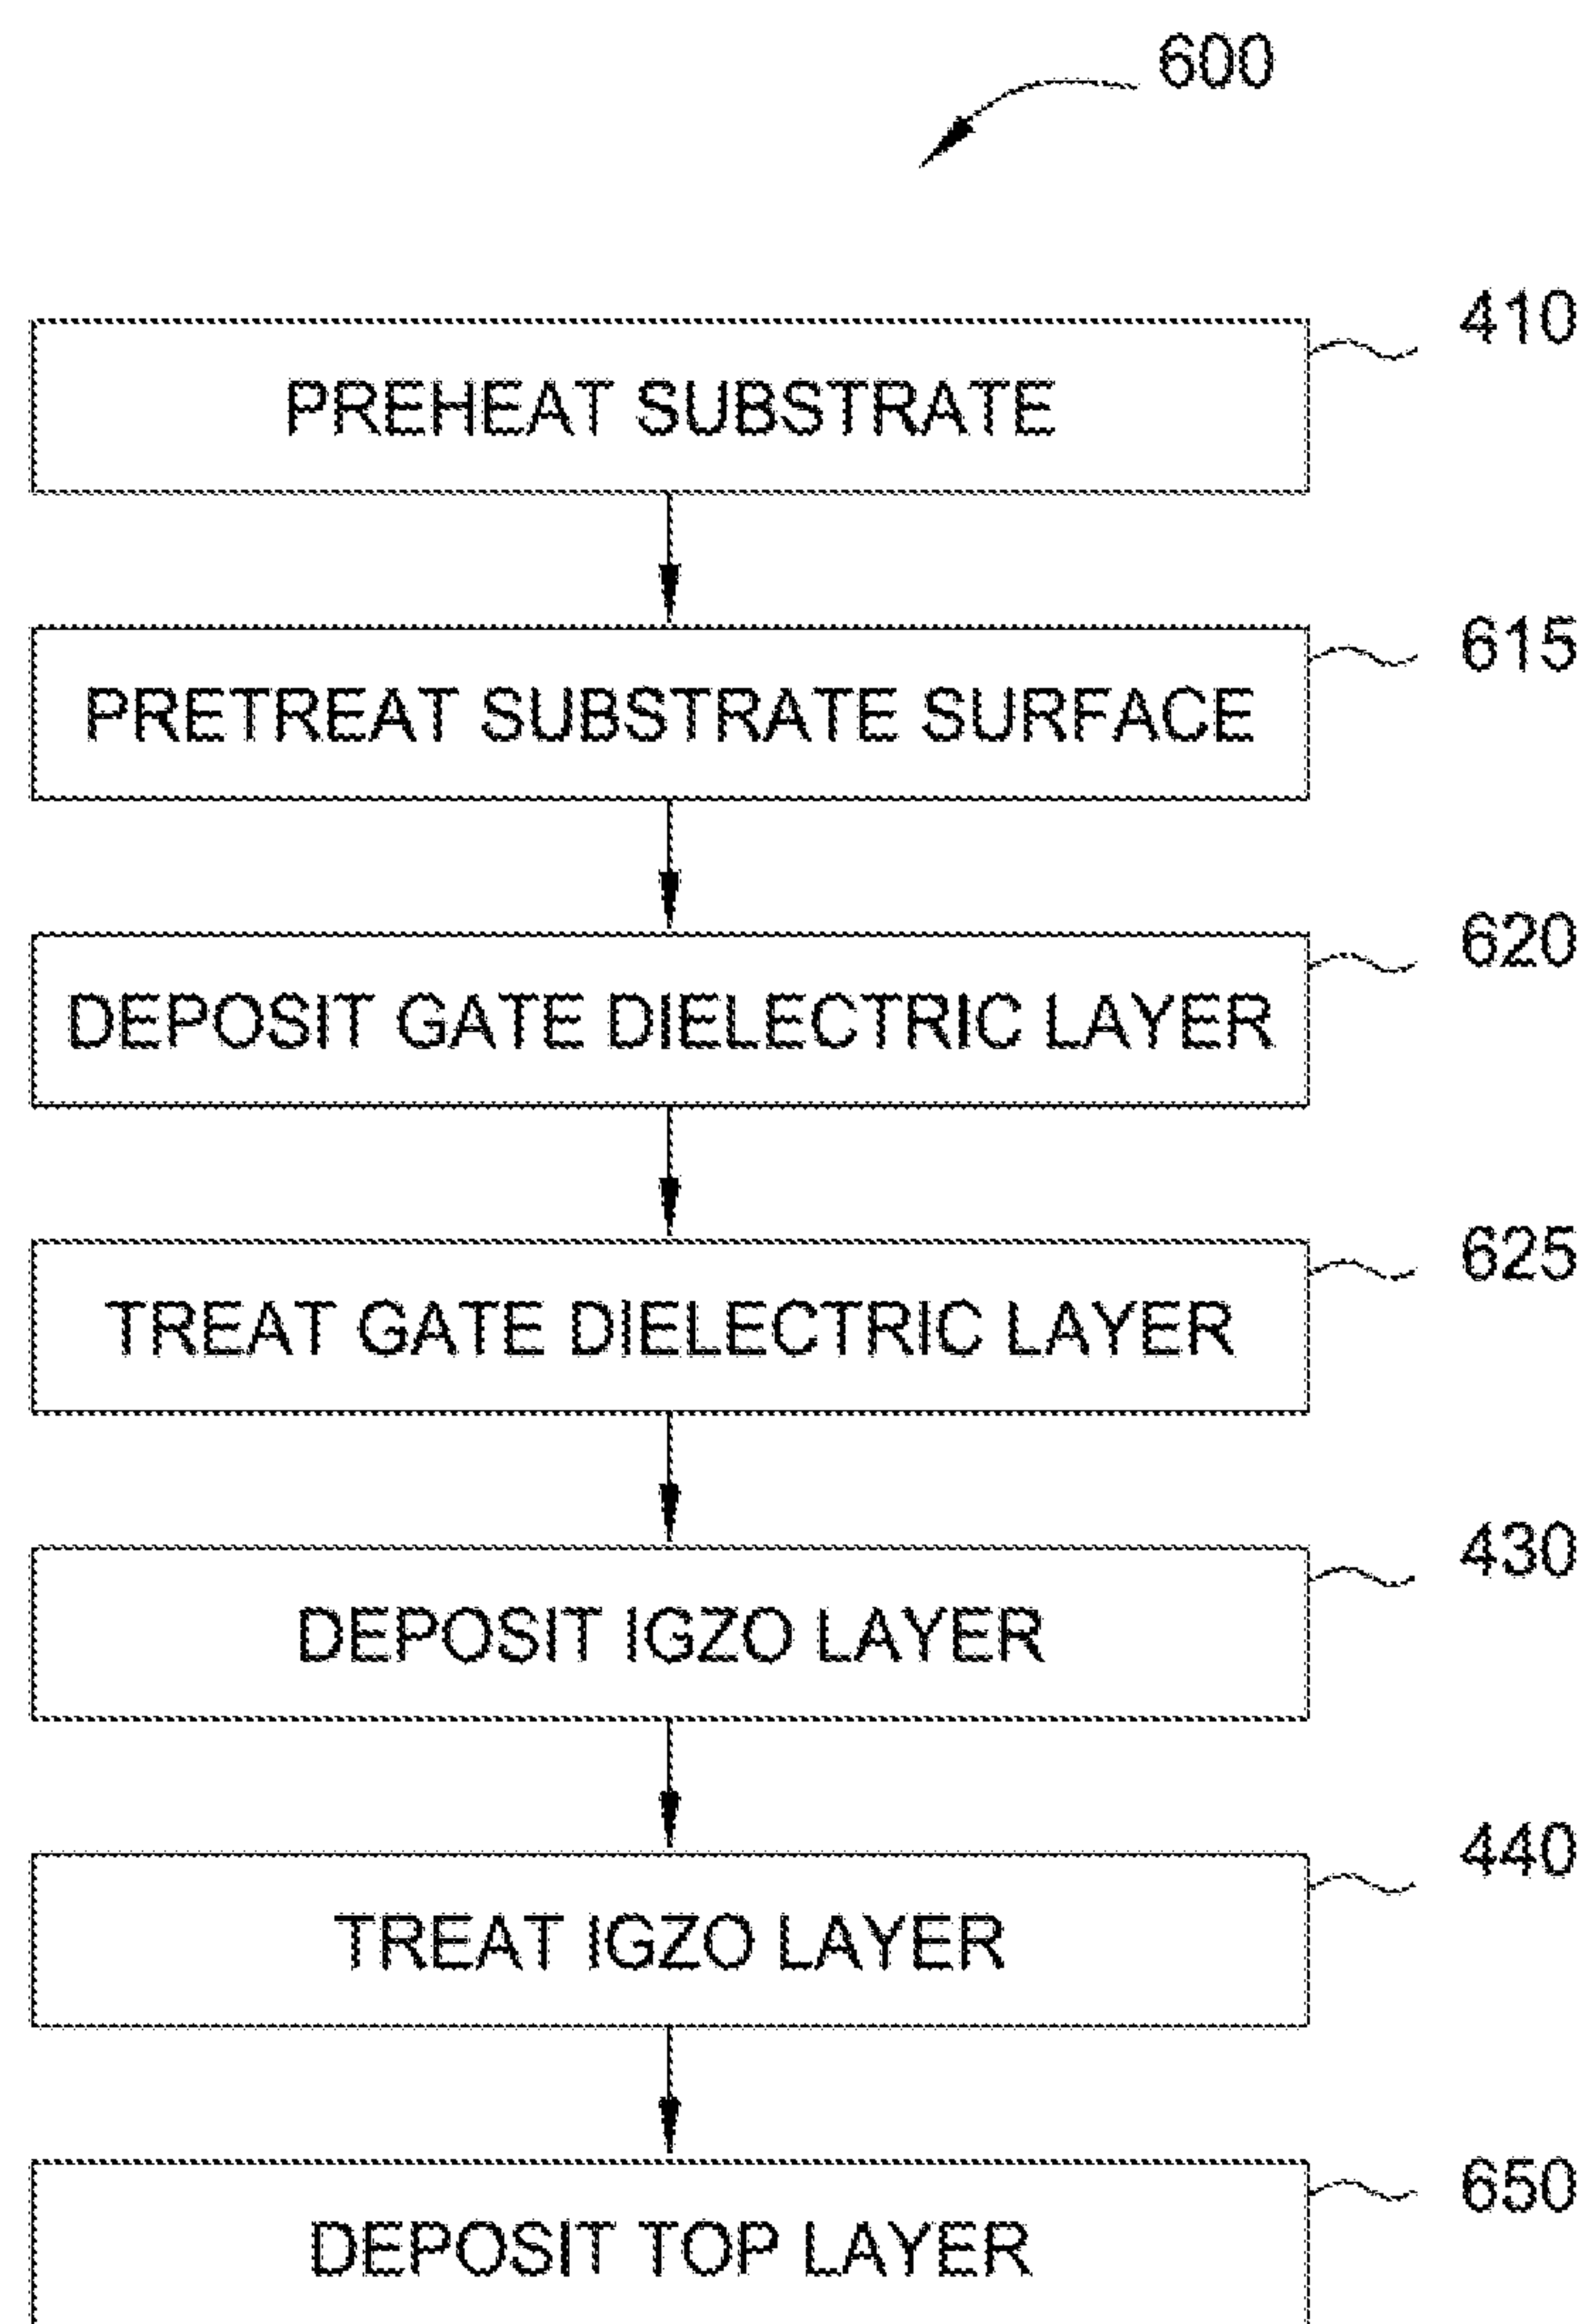 600
PREHEAT SUBSTRATE 410
PRETREAT SUBSTRATE SURFACE 615
DEPOSIT GATE DIELECTRIC LAYER 620
TREAT GATE DIELECTRIC LAYER 625
DEPOSIT IGZO LAYER 430
TREAT IGZO LAYER 440
DEPOSIT TOP LAYER 650